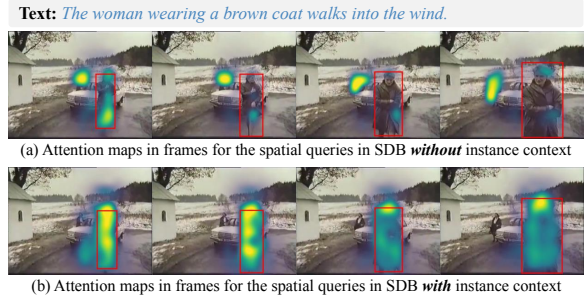 Text: The woman wearing a brown coat walks into the wind.
(a) Attention maps in frames for the spatial queries in SDB without instance context
(b) Attention maps in frames for the spatial queries in SDB with instance context